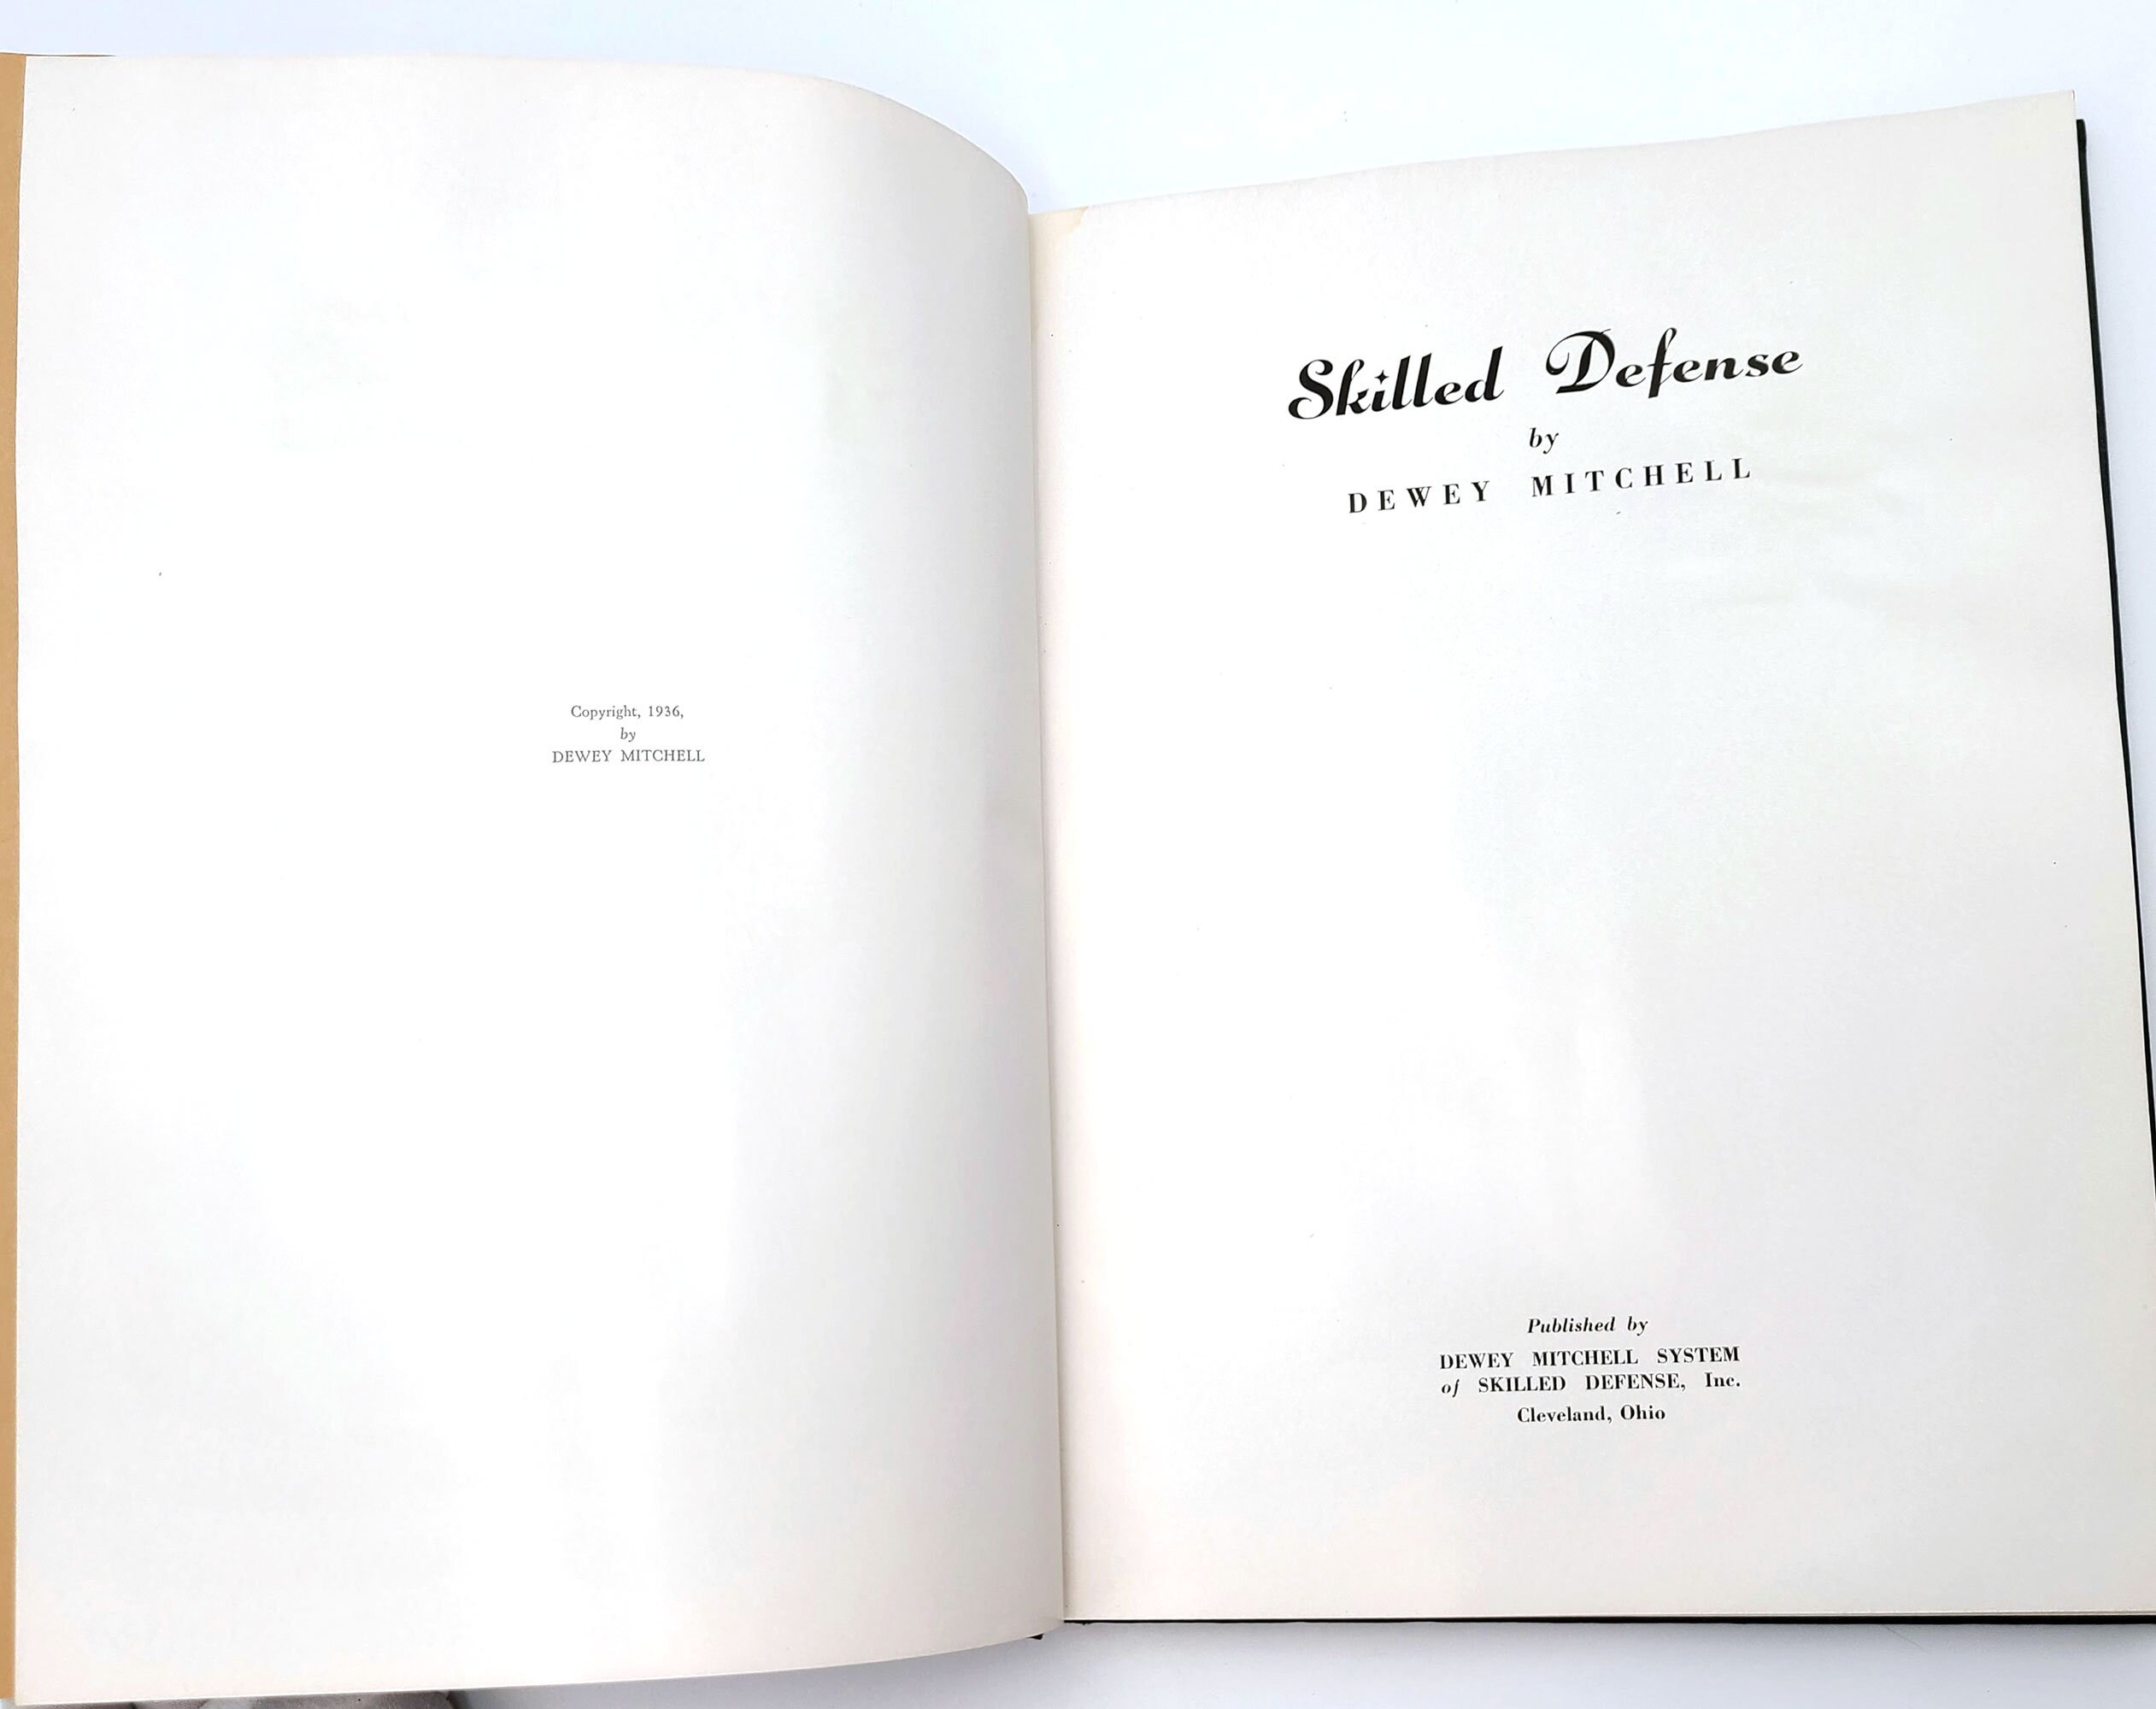 Copyright, 1936,
by
DEWEY MITCHELL
Skilled Defense
by
DEWEY MITCHELL
Published by
DEWEY MITCHELL SYSTEM
of SKILLED DEFENSE, Inc.
Cleveland, Ohio